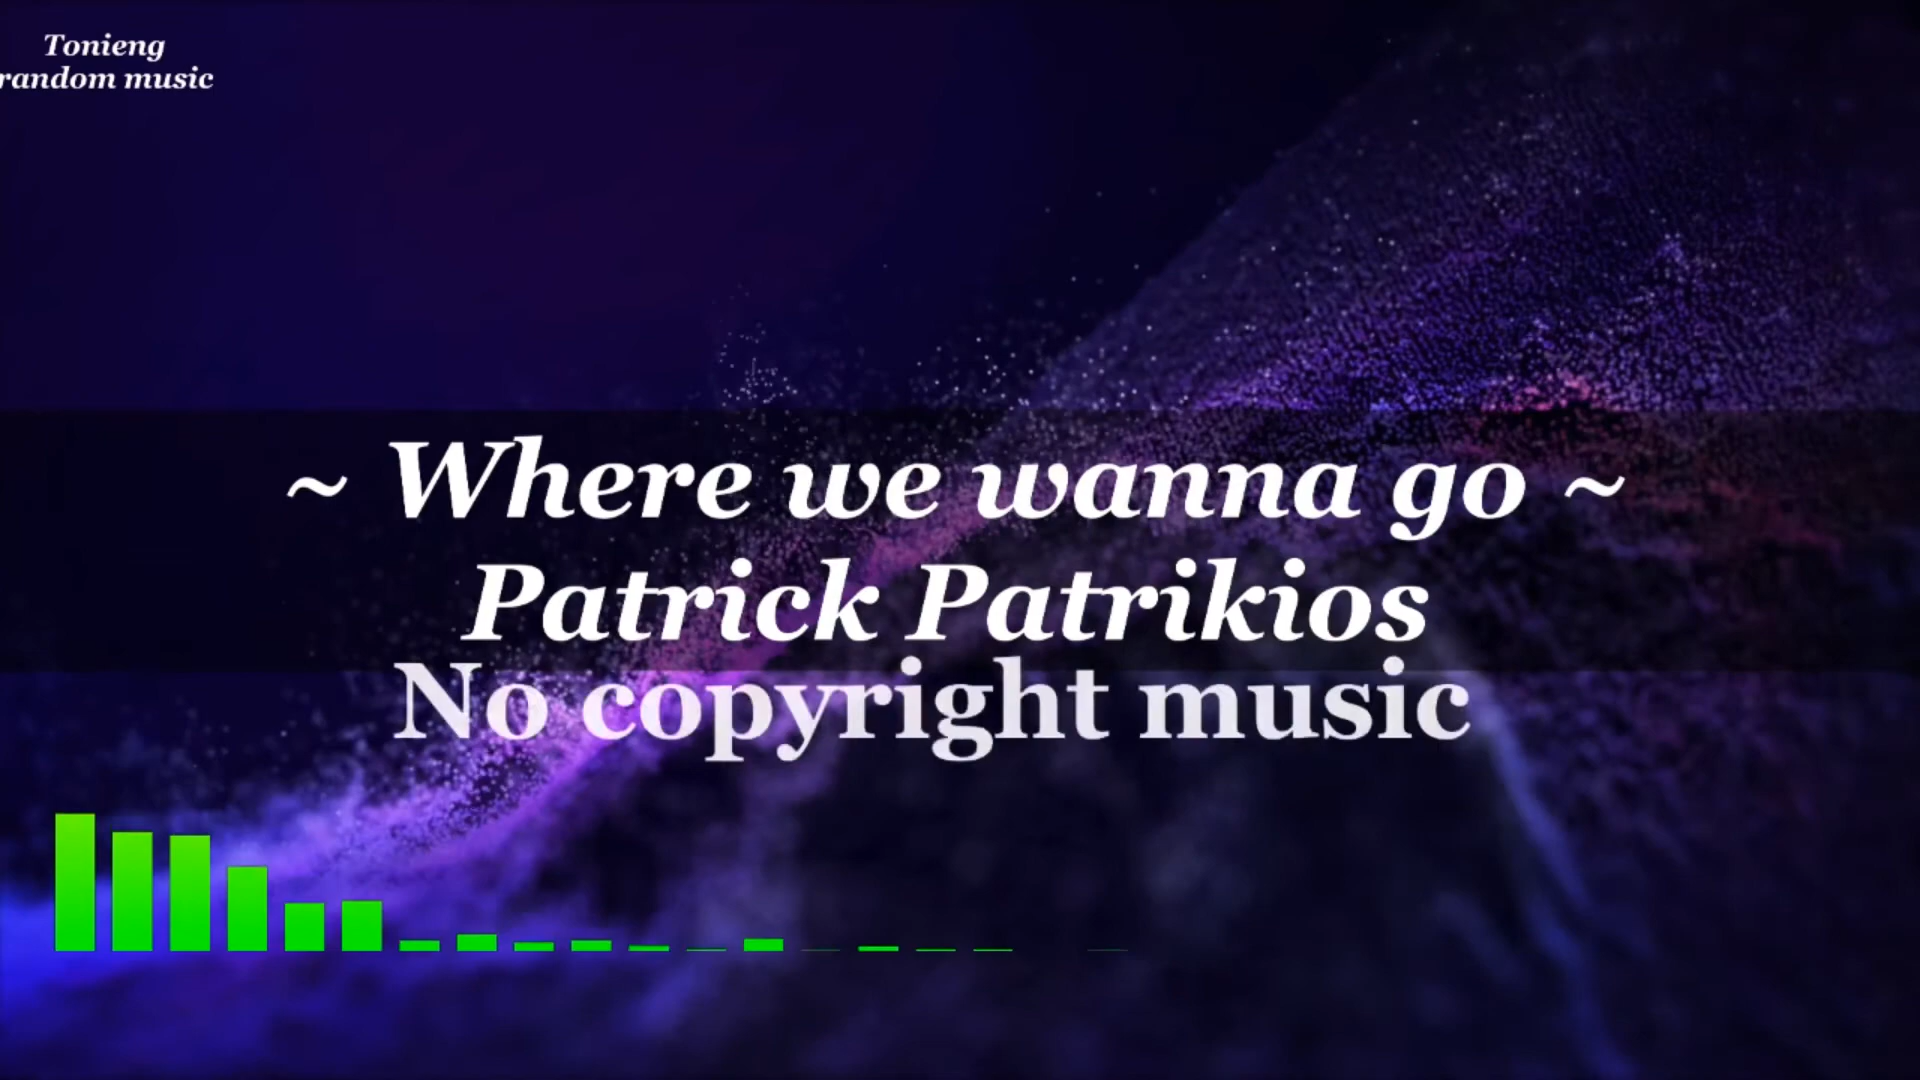 Tonieng
random music
~ Where we wanna go ~
Patrick Patrikios
No copyright music